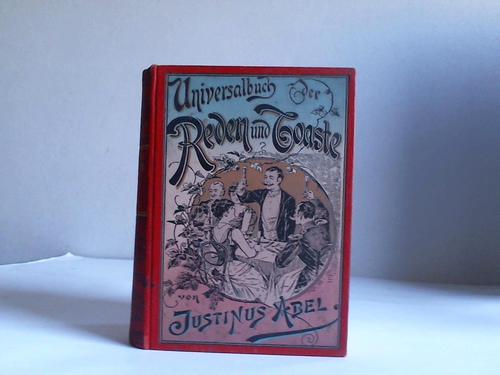 Universalbuch der
Reden und Toaste
von
Justinus Abel.